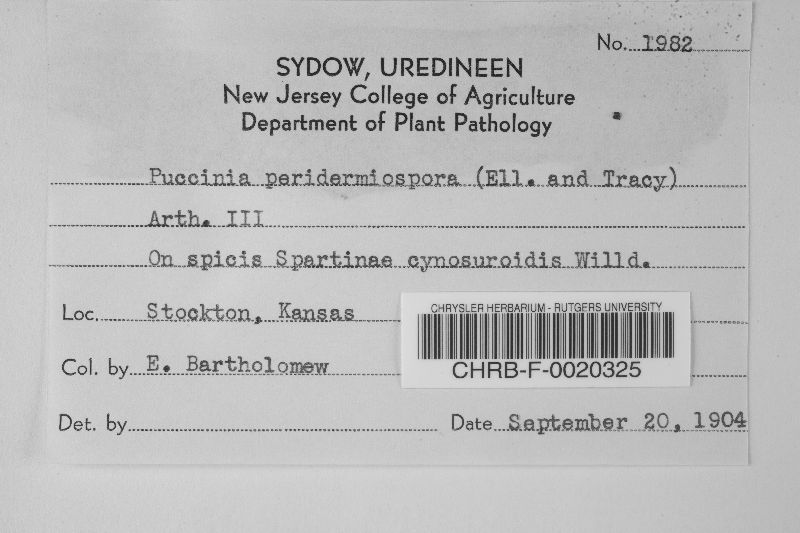 No. 1982
SYDOW, UREDINEEN
New Jersey College of Agriculture
Department of Plant Pathology
Puccinia peridermiospora (Ell. and Tracy)
Arth. III
On spicis Spartinae cynosuroidis Willd.
Loc. Stockton, Kansas
CHRYSLER HERBARIUM - RUTGERS UNIVERSITY
CHRB-F-0020325
Col. by E. Bartholomew
Det. by
Date September 20, 1904